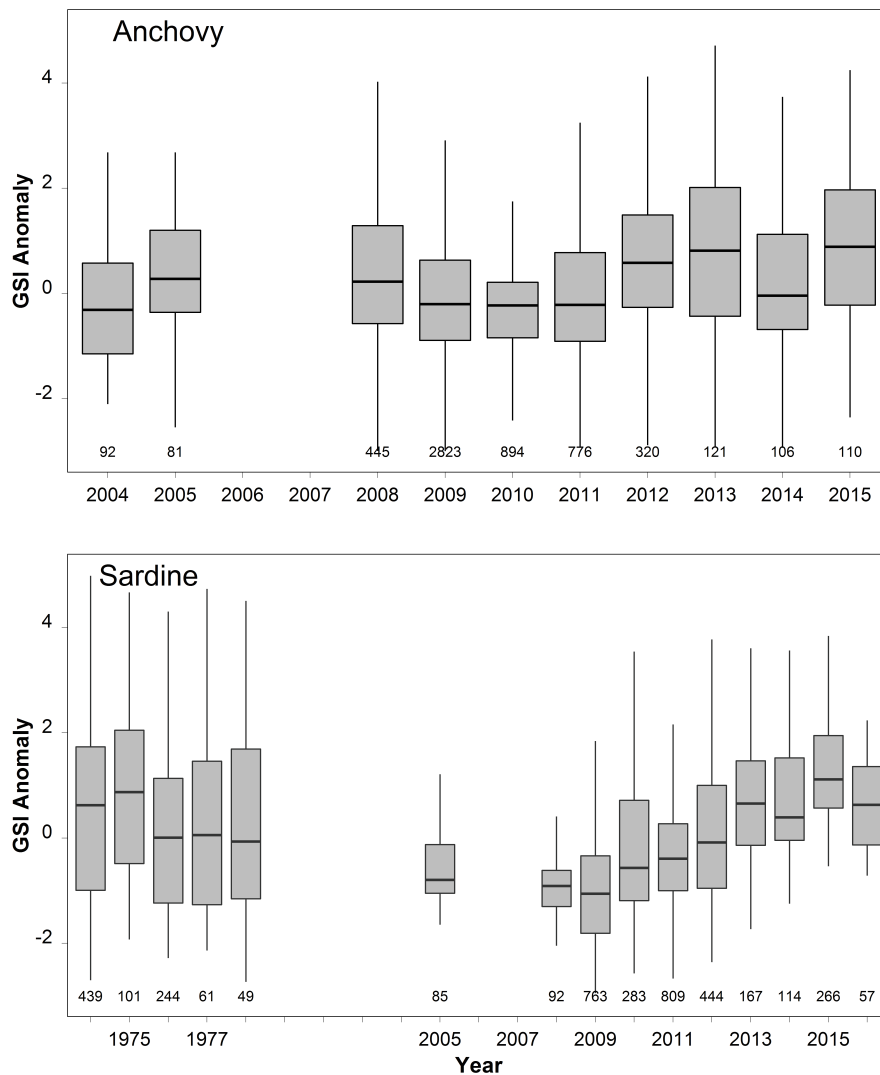 Anchovy
GSI Anomaly
4
2
0
-2
92 81 445 2823 894 776 320 121 106 110
2004 2005 2006 2007 2008 2009 2010 2011 2012 2013 2014 2015
Sardine
GSI Anomaly
4
2
0
-2
439 101 244 61 49 85 92 763 283 809 444 167 114 266 57
1975 1977 2005 2007 2009 2011 2013 2015
Year